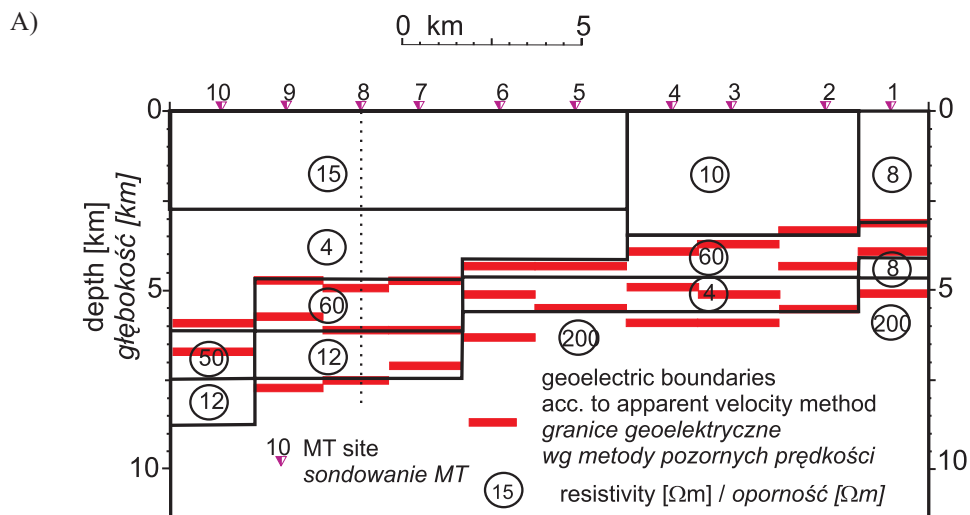 A)
0 km 5
10 9 8 7 6 5 4 3 2 1
0 0
15 10 8
4 60 8
5 60 4 5
50 12 200 200
12
10 10
depth [km]
głębokość [km]
geoelectric boundaries
acc. to apparent velocity method
granice geoelektryczne
wg metody pozornych prędkości
10 MT site
sondowanie MT
15 resistivity [Ωm] / oporność [Ωm]